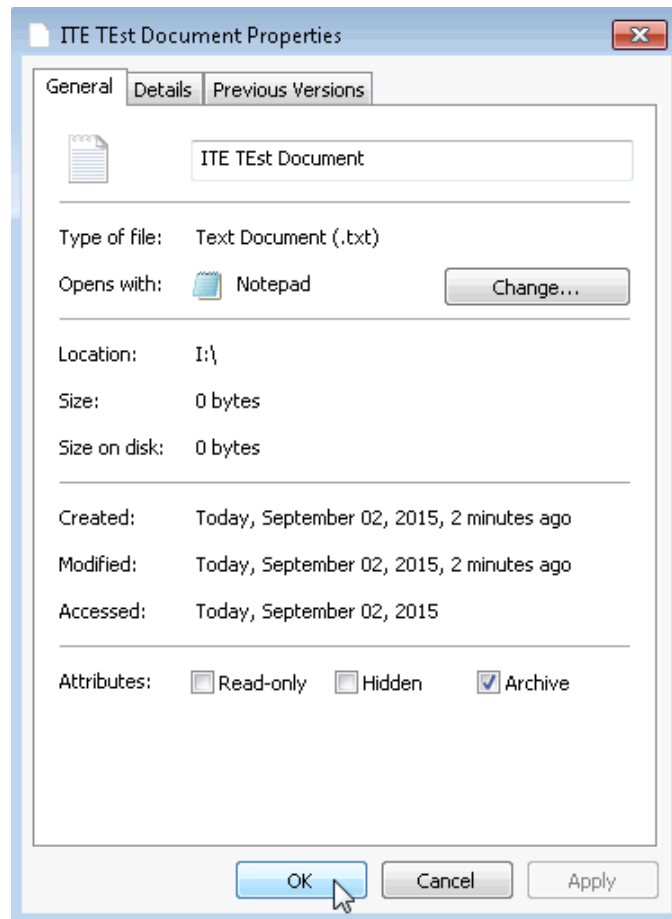 ITE TEst Document Properties
General Details Previous Versions
ITE TEst Document
Type of file: Text Document (.txt)
Opens with: Notepad Change...
Location: I:\
Size: 0 bytes
Size on disk: 0 bytes
Created: Today, September 02, 2015, 2 minutes ago
Modified: Today, September 02, 2015, 2 minutes ago
Accessed: Today, September 02, 2015
Attributes: Read-only Hidden Archive
OK Cancel Apply